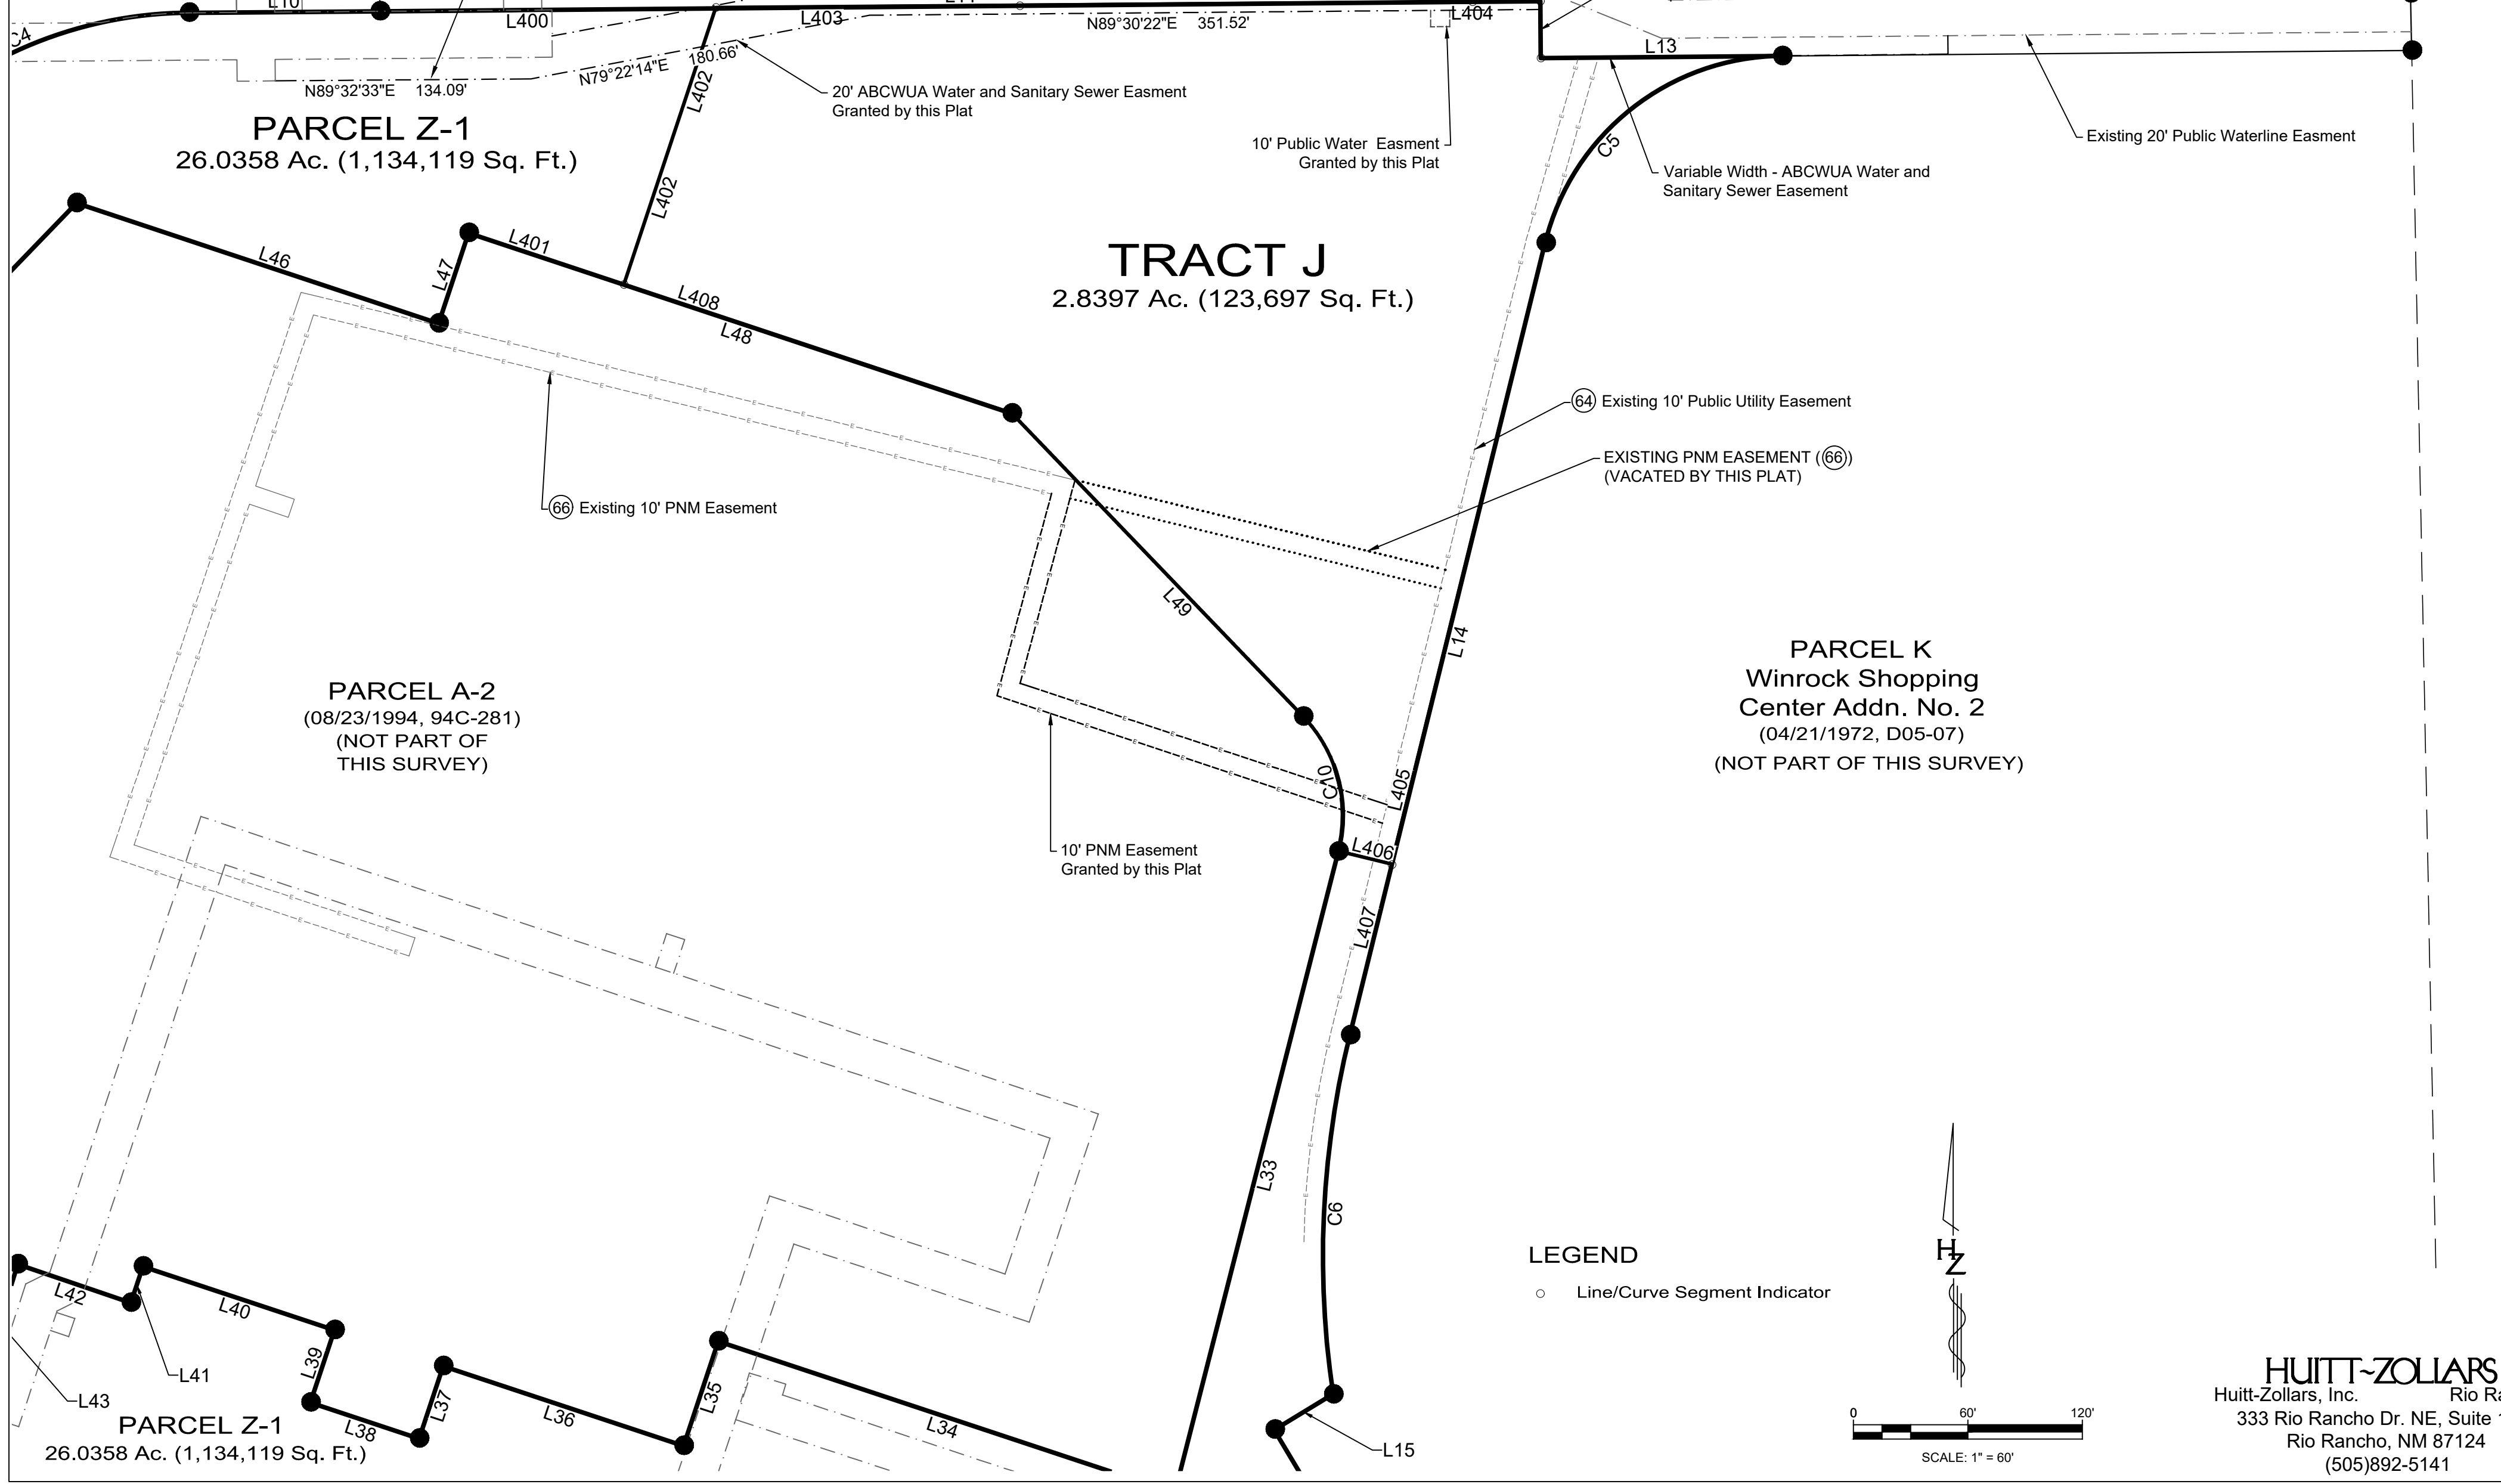 L10
C4
L400
L403
N89°30'22"E 351.52'
L404
L13
N89°32'33"E 134.09'
N79°22'14"E 180.66'
L402
20' ABCWUA Water and Sanitary Sewer Easment
Granted by this Plat
10' Public Water Easment
Granted by this Plat
C5
Existing 20' Public Waterline Easment
Variable Width - ABCWUA Water and
Sanitary Sewer Easement
PARCEL Z-1
26.0358 Ac. (1,134,119 Sq. Ft.)
L402
L46
L47
L401
L408
L48
TRACT J
2.8397 Ac. (123,697 Sq. Ft.)
64 Existing 10' Public Utility Easement
EXISTING PNM EASEMENT (66)
(VACATED BY THIS PLAT)
66 Existing 10' PNM Easement
L49
L14
PARCEL A-2
(08/23/1994, 94C-281)
(NOT PART OF
THIS SURVEY)
PARCEL K
Winrock Shopping
Center Addn. No. 2
(04/21/1972, D05-07)
(NOT PART OF THIS SURVEY)
C10
L405
L406
10' PNM Easement
Granted by this Plat
L407
L33
C6
L42
L40
L41
L39
L43
L38
L37
L36
L35
L34
L15
PARCEL Z-1
26.0358 Ac. (1,134,119 Sq. Ft.)
LEGEND
Line/Curve Segment Indicator
HZ
0 60' 120'
SCALE: 1" = 60'
HUITT~ZOLLARS
Huitt-Zollars, Inc. Rio
333 Rio Rancho Dr. NE, Suite
Rio Rancho, NM 87124
(505)892-5141